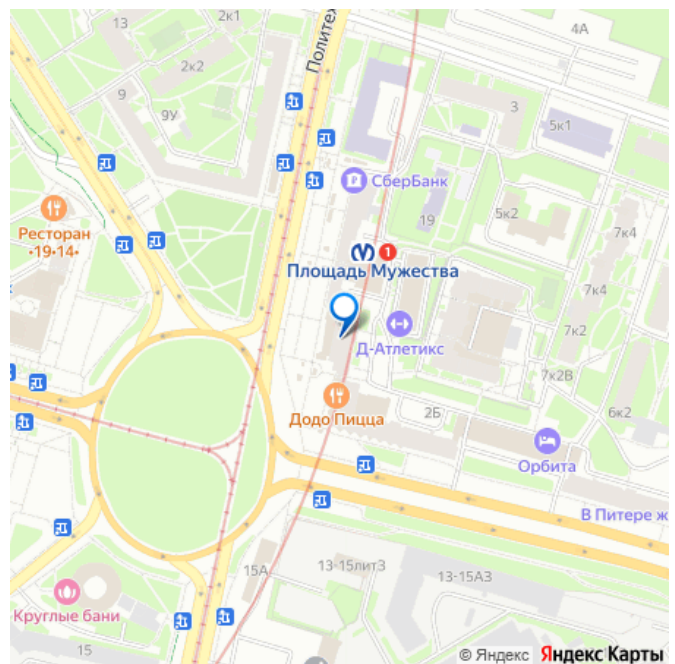 2к1
4А
13
Политех
2к2
9
9У
3
5к1
СберБанк
19
5к2
7к4
Ресторан
•19•14•
1
Площадь Мужества
7к4
7к2
Д-Атлетикс
7к2В
6к2
Додо Пицца
2Б
Орбита
В Питере ж
15А
13-15лит3
13-15А3
Круглые бани
15
© Яндекс Яндекс Карты